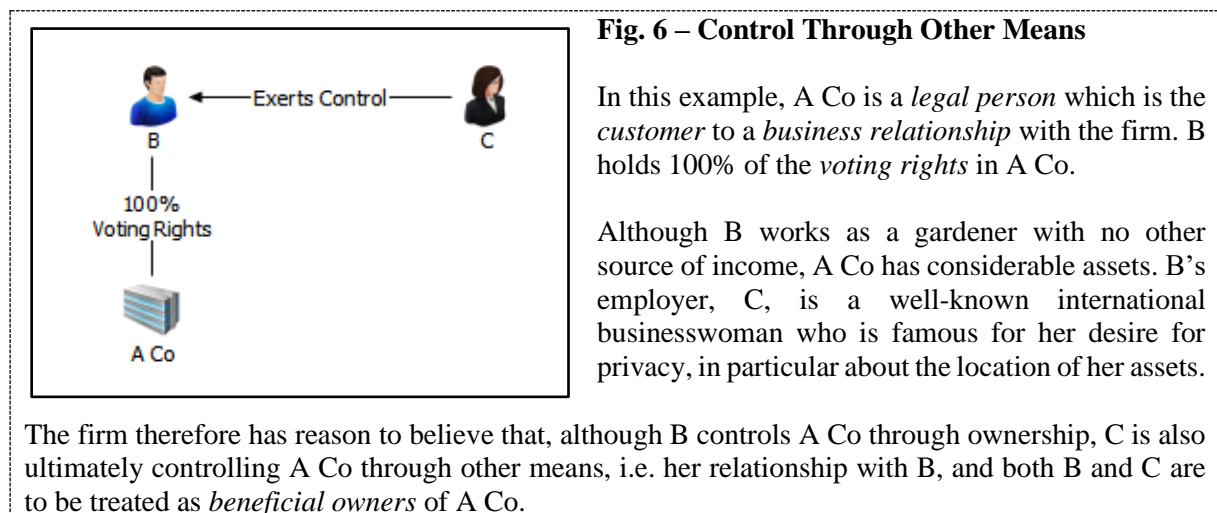 Fig. 6 – Control Through Other Means
In this example, A Co is a legal person which is the
customer to a business relationship with the firm. B
holds 100% of the voting rights in A Co.
Although B works as a gardener with no other
source of income, A Co has considerable assets. B’s
employer, C, is a well-known international
businesswoman who is famous for her desire for
privacy, in particular about the location of her assets.
Exerts Control
B
C
100%
Voting Rights
A Co
The firm therefore has reason to believe that, although B controls A Co through ownership, C is also
ultimately controlling A Co through other means, i.e. her relationship with B, and both B and C are
to be treated as beneficial owners of A Co.